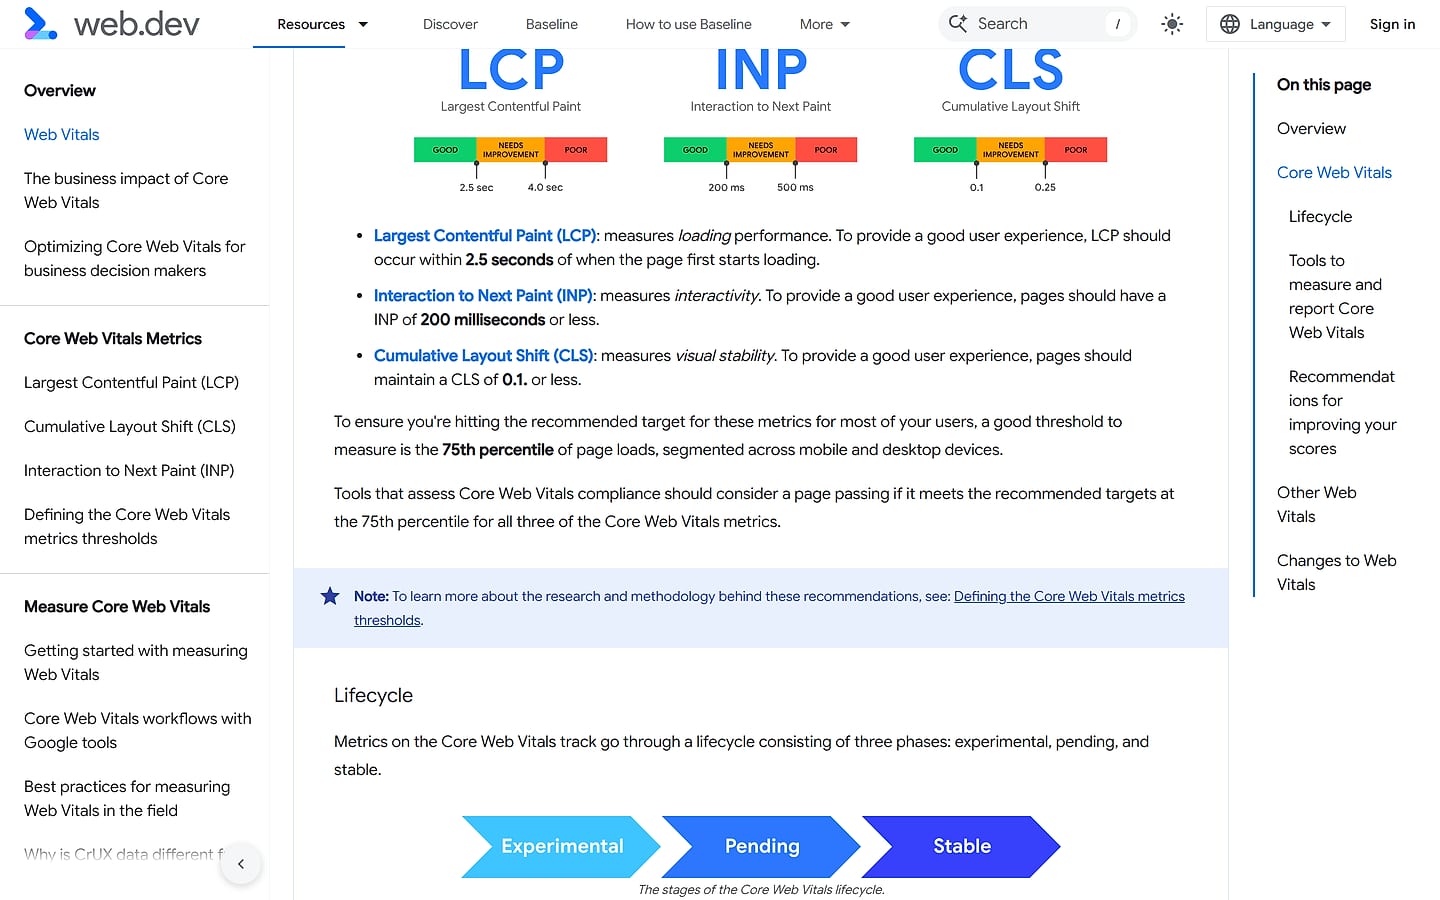 web.dev
Resources
Discover
Baseline
How to use Baseline
More
Search
/
Language
Sign in
Overview
Web Vitals
The business impact of Core
Web Vitals
Optimizing Core Web Vitals for
business decision makers
Core Web Vitals Metrics
Largest Contentful Paint (LCP)
Cumulative Layout Shift (CLS)
Interaction to Next Paint (INP)
Defining the Core Web Vitals
metrics thresholds
Measure Core Web Vitals
Getting started with measuring
Web Vitals
Core Web Vitals workflows with
Google tools
Best practices for measuring
Web Vitals in the field
Why is CrUX data different f
LCP
Largest Contentful Paint
GOOD
NEEDS
IMPROVEMENT
POOR
2.5 sec
4.0 sec
INP
Interaction to Next Paint
GOOD
NEEDS
IMPROVEMENT
POOR
200 ms
500 ms
CLS
Cumulative Layout Shift
GOOD
NEEDS
IMPROVEMENT
POOR
0.1
0.25
• Largest Contentful Paint (LCP): measures loading performance. To provide a good user experience, LCP should
occur within 2.5 seconds of when the page first starts loading.
• Interaction to Next Paint (INP): measures interactivity. To provide a good user experience, pages should have a
INP of 200 milliseconds or less.
• Cumulative Layout Shift (CLS): measures visual stability. To provide a good user experience, pages should
maintain a CLS of 0.1. or less.
To ensure you're hitting the recommended target for these metrics for most of your users, a good threshold to
measure is the 75th percentile of page loads, segmented across mobile and desktop devices.
Tools that assess Core Web Vitals compliance should consider a page passing if it meets the recommended targets at
the 75th percentile for all three of the Core Web Vitals metrics.
Note: To learn more about the research and methodology behind these recommendations, see: Defining the Core Web Vitals metrics
thresholds.
Lifecycle
Metrics on the Core Web Vitals track go through a lifecycle consisting of three phases: experimental, pending, and
stable.
Experimental
Pending
Stable
The stages of the Core Web Vitals lifecycle.
On this page
Overview
Core Web Vitals
Lifecycle
Tools to
measure and
report Core
Web Vitals
Recommendat
ions for
improving your
scores
Other Web
Vitals
Changes to Web
Vitals